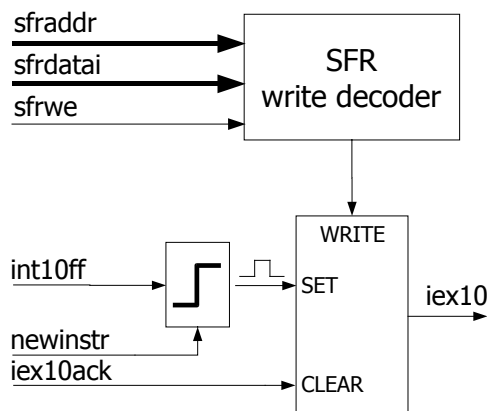 sfraddr
sfrdatai
sfrwe
SFR
write decoder
WRITE
int10ff
SET
iex10
newinstr
iex10ack
CLEAR